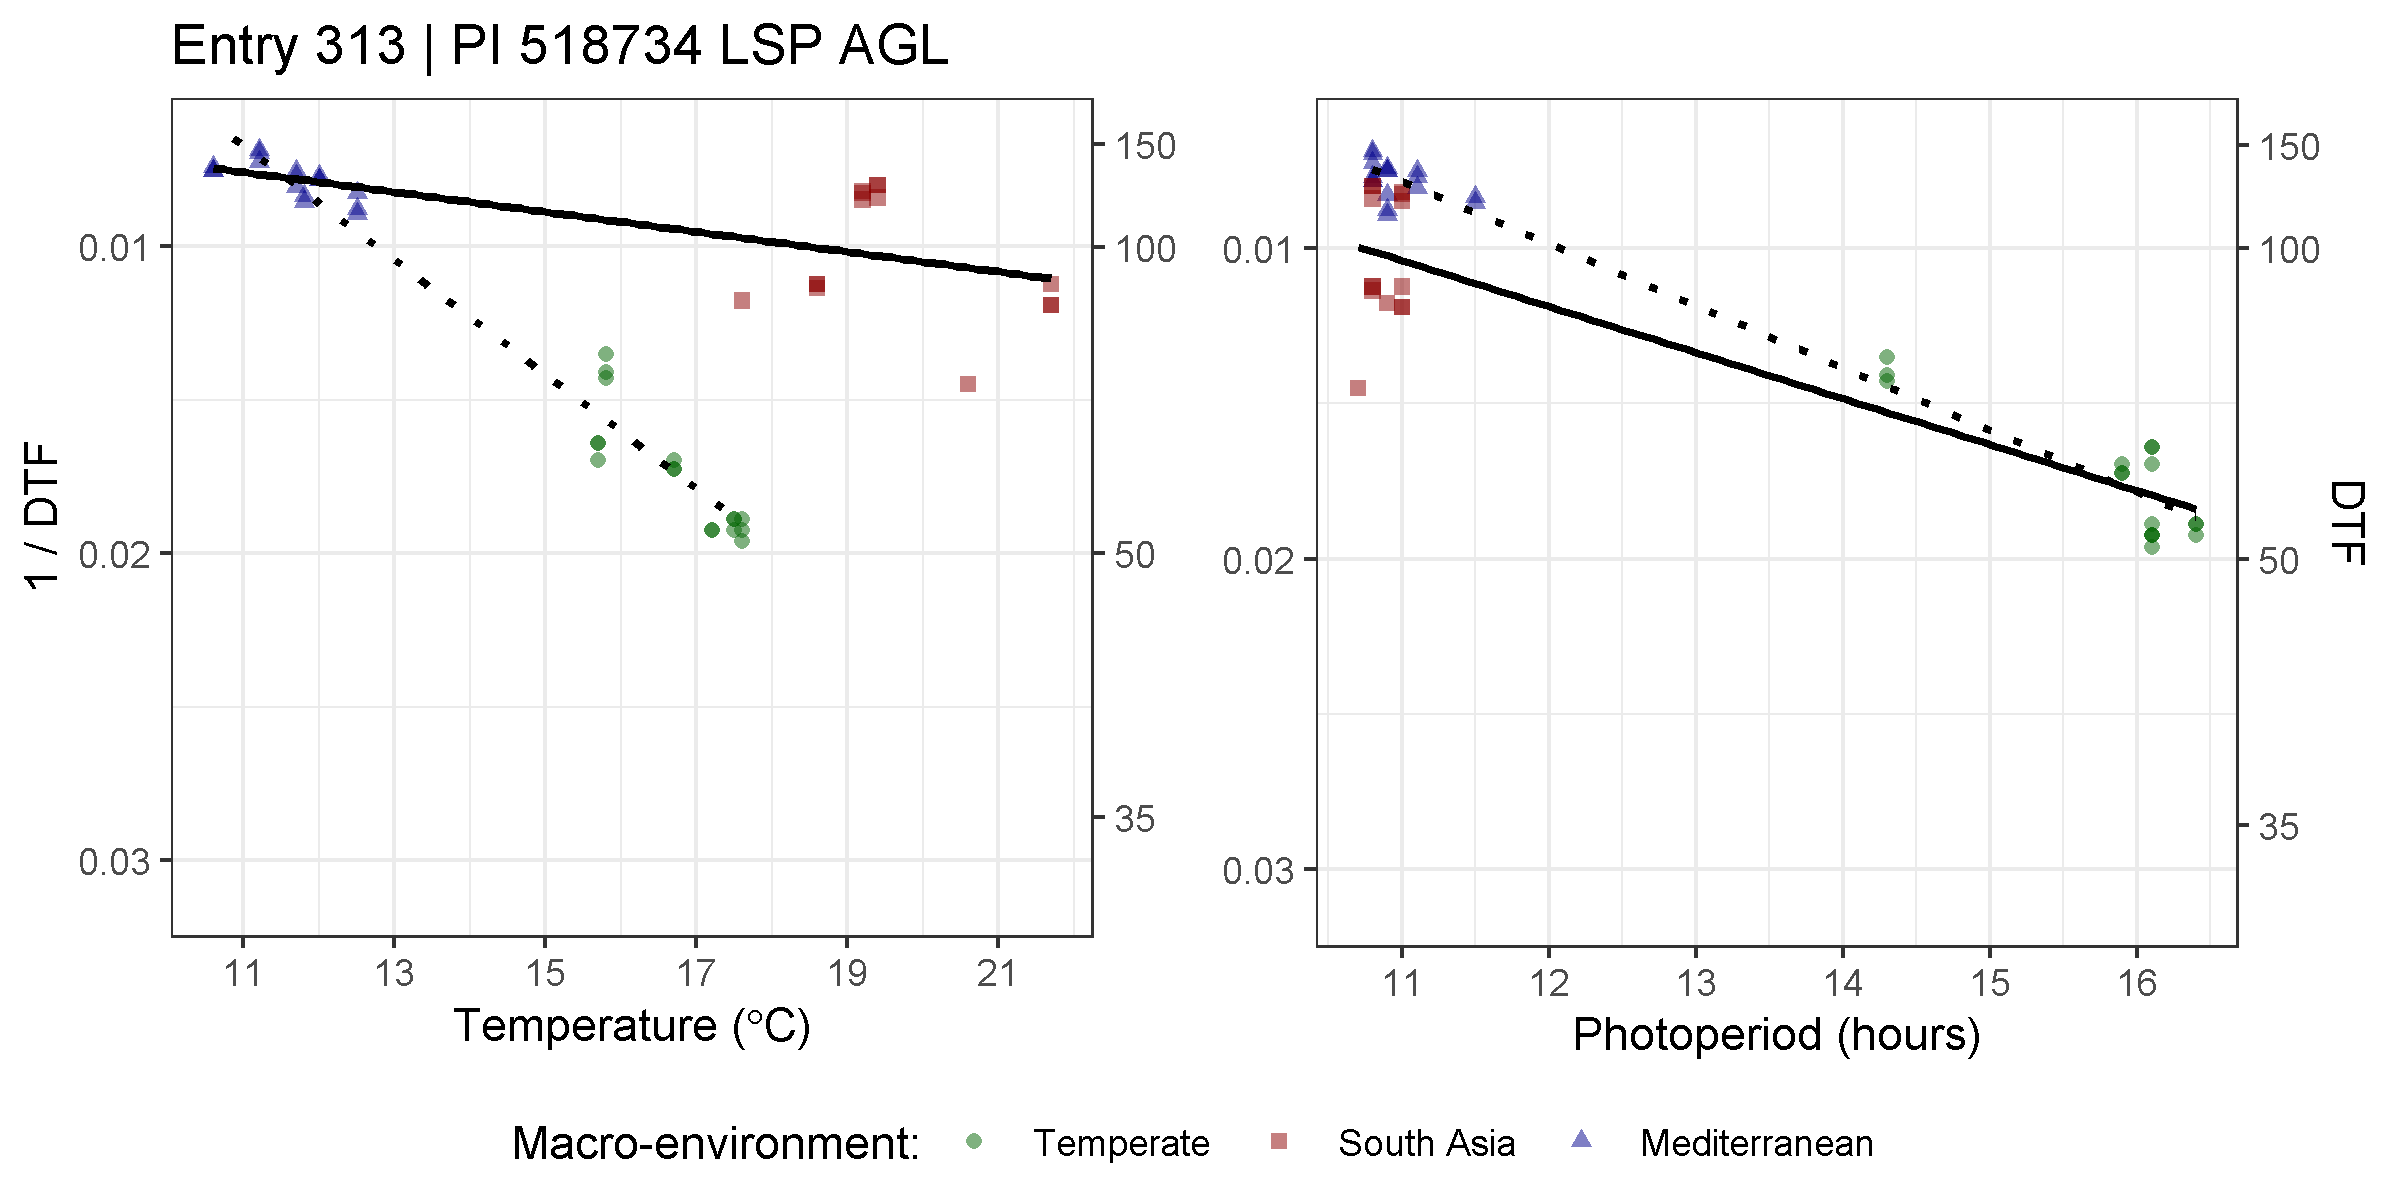 Entry 313 | PI 518734 LSP AGL
1 / DTF
0.01
0.02
0.03
150
100
50
35
11 13 15 17 19 21
Temperature (°C)
0.01
0.02
0.03
150
100
50
35
DTF
11 12 13 14 15 16
Photoperiod (hours)
Macro-environment: Temperate South Asia Mediterranean